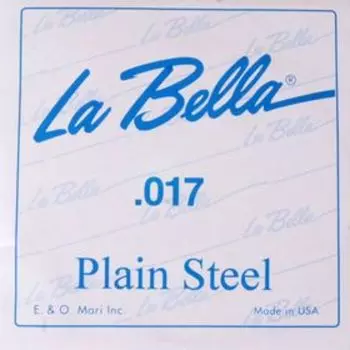 La Bella®
.017
Plain Steel
E. & O. Mari Inc. Made in USA